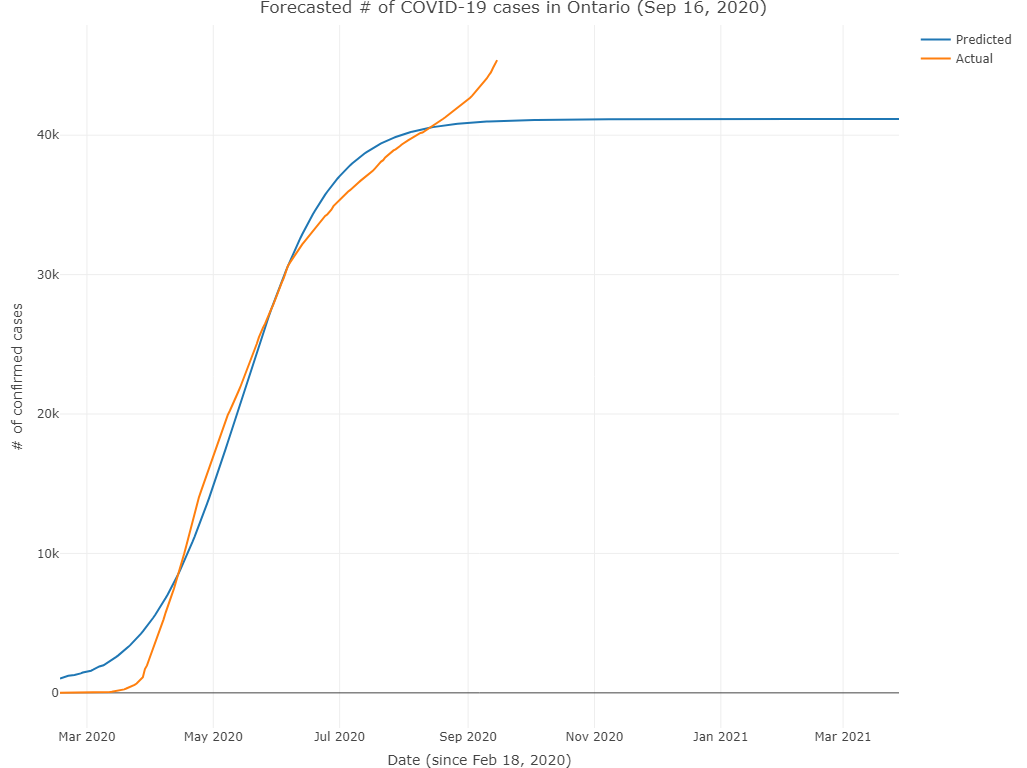 Forecasted # of COVID-19 cases in Ontario (Sep 16, 2020)
Predicted
Actual
40k
30k
20k
10k
0
# of confirmed cases
Mar 2020 May 2020 Jul 2020 Sep 2020 Nov 2020 Jan 2021 Mar 2021
Date (since Feb 18, 2020)